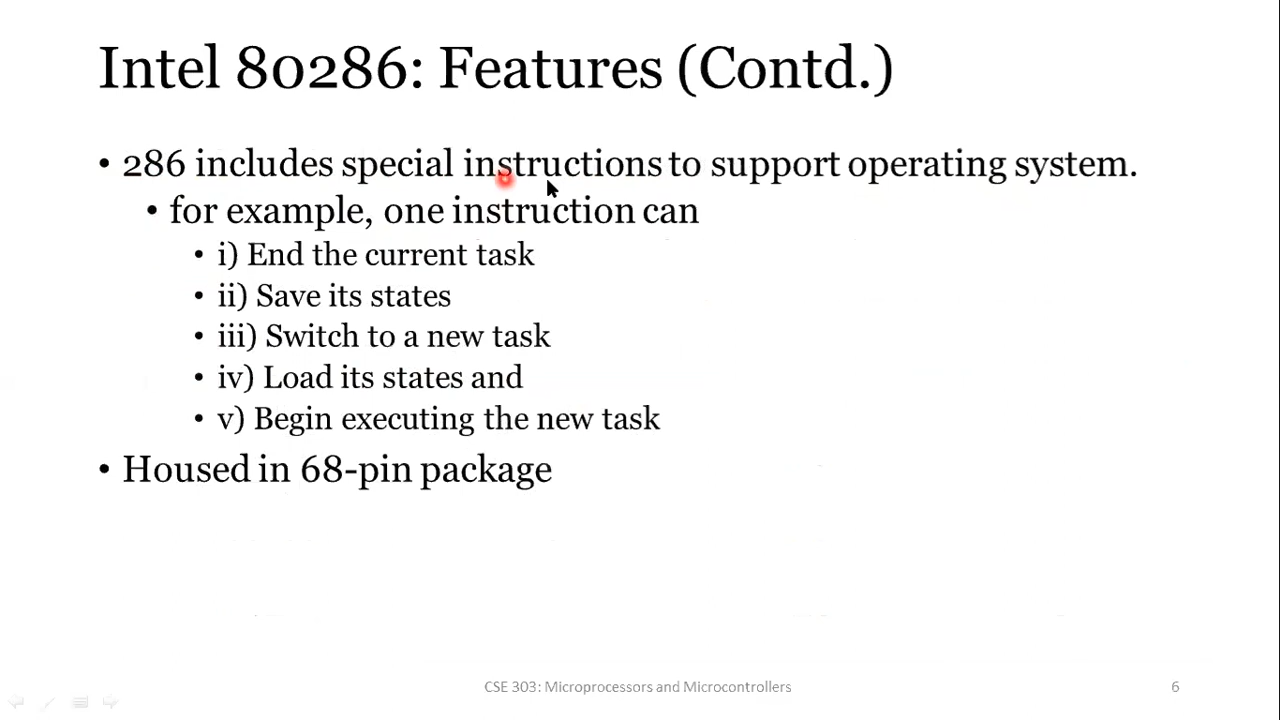 Intel 80286: Features (Contd.)
• 286 includes special instructions to support operating system.
• for example, one instruction can
• i) End the current task
• ii) Save its states
• iii) Switch to a new task
• iv) Load its states and
• v) Begin executing the new task
• Housed in 68-pin package
CSE 303: Microprocessors and Microcontrollers
6